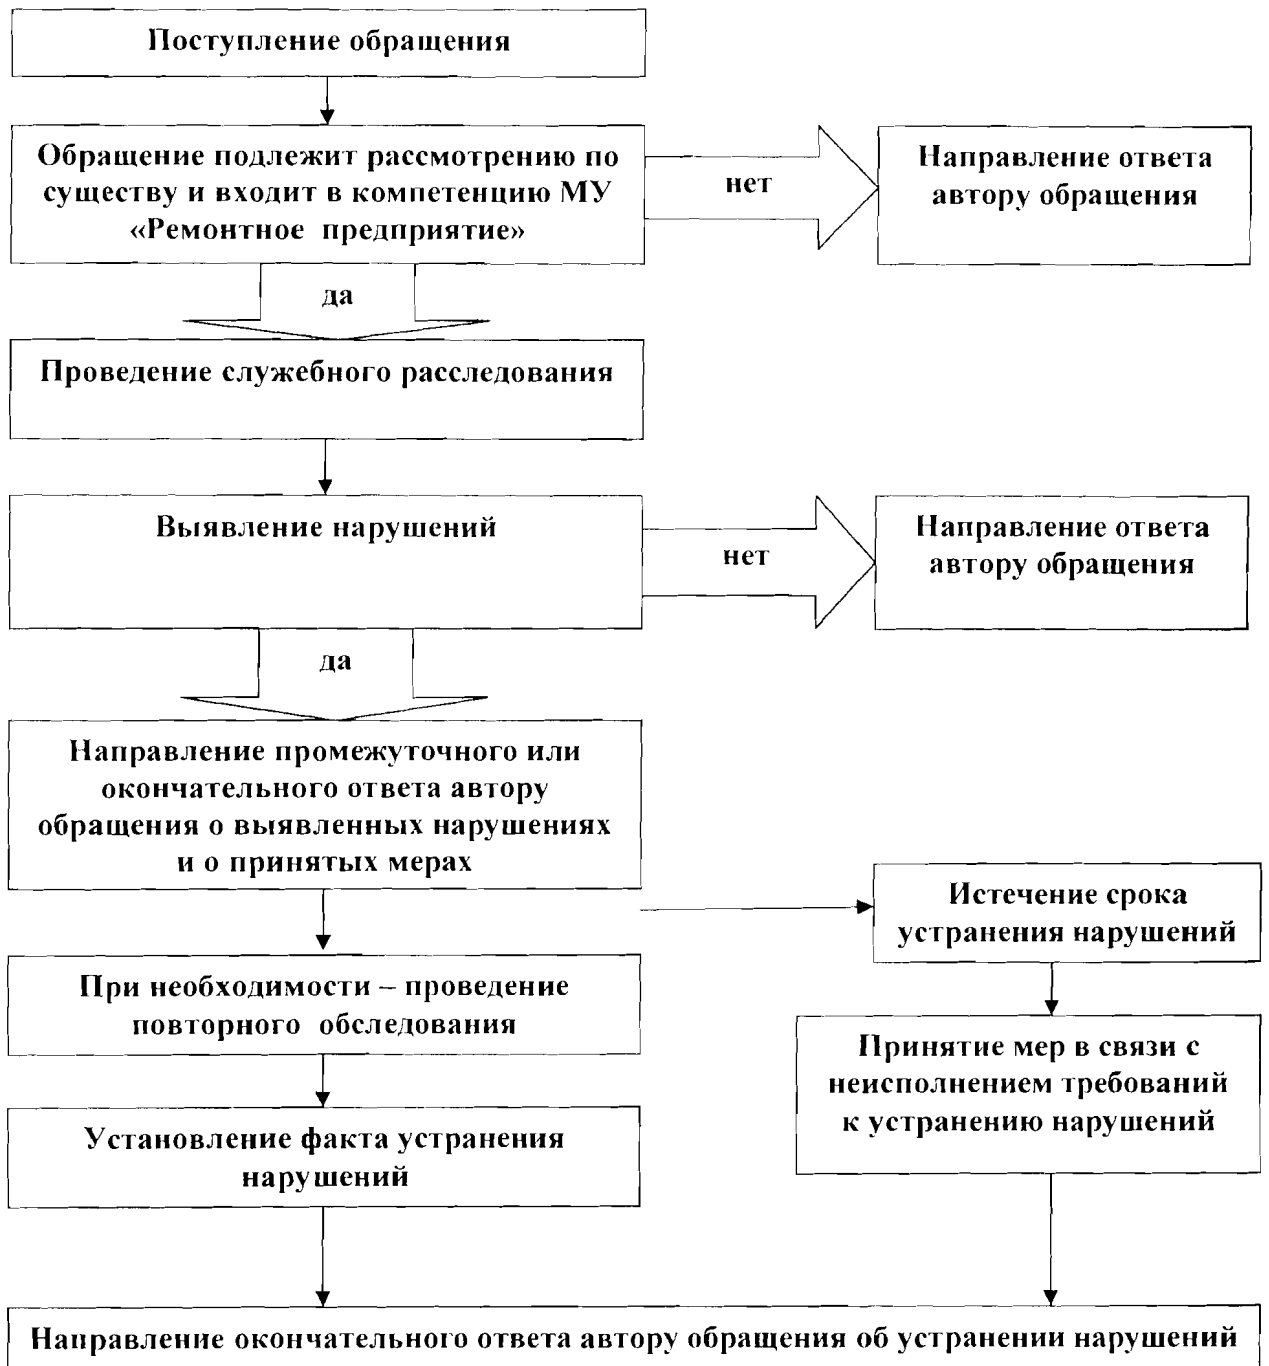 Поступление обращения
Обращение подлежит рассмотрению по
существу и входит в компетенцию МУ
«Ремонтное предприятие»
нет
Направление ответа
автору обращения
да
Проведение служебного расследования
Выявление нарушений
нет
Направление ответа
автору обращения
да
Направление промежуточного или
окончательного ответа автору
обращения о выявленных нарушениях
и о принятых мерах
Истечение срока
устранения нарушений
При необходимости – проведение
повторного обследования
Принятие мер в связи с
неисполнением требований
к устранению нарушений
Установление факта устранения
нарушений
Направление окончательного ответа автору обращения об устранении нарушений